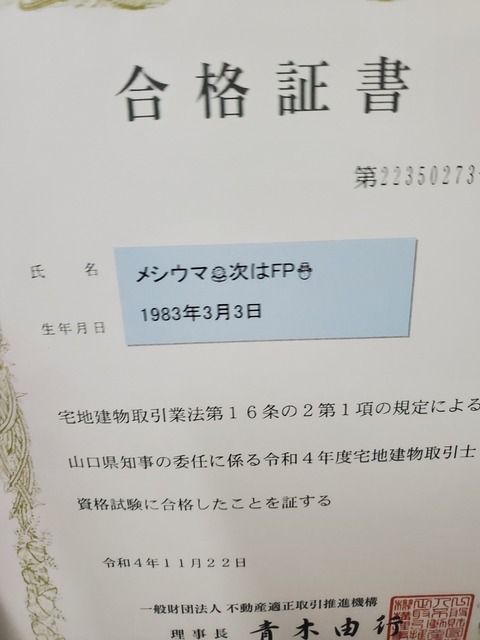 合格証書
第22350273
氏名 メシウマ次はFP
生年月日 1983年3月3日
宅地建物取引業法第16条の2第1項の規定による
山口県知事の委任に係る令和4年度宅地建物取引士
資格試験に合格したことを証する
令和4年11月22日
一般財団法人 不動産適正取引推進機構
理事長 青木由行